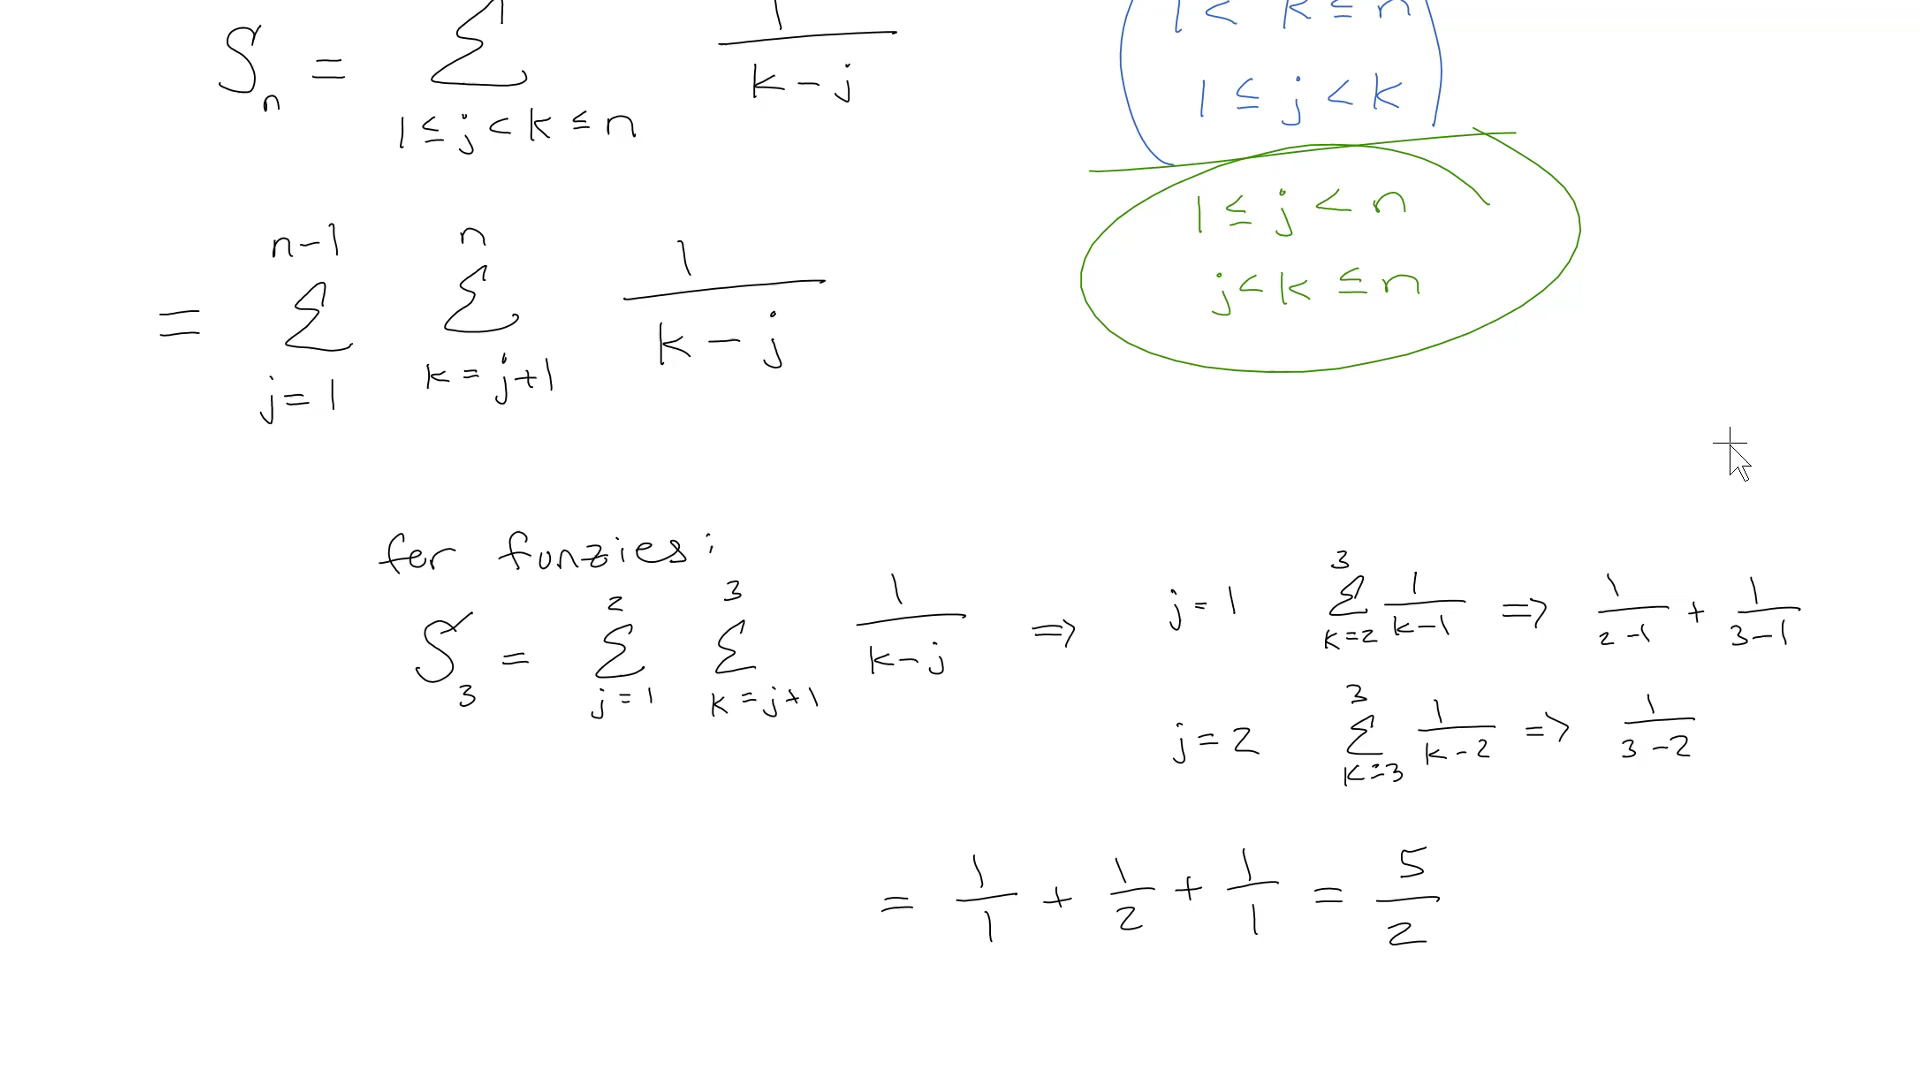 S_n = Σ_{1≤j<k≤n} 1/(k-j)
1 < k ≤ n
1 ≤ j < k
1 ≤ j < n
j < k ≤ n
= Σ_{j=1}^{n-1} Σ_{k=j+1}^{n} 1/(k-j)
for funzies:
S_3 = Σ_{j=1}^{2} Σ_{k=j+1}^{3} 1/(k-j) => j=1 Σ_{k=2}^{3} 1/(k-1) => 1/(2-1) + 1/(3-1)
j=2 Σ_{k=3}^{3} 1/(k-2) => 1/(3-2)
= 1/1 + 1/2 + 1/1 = 5/2